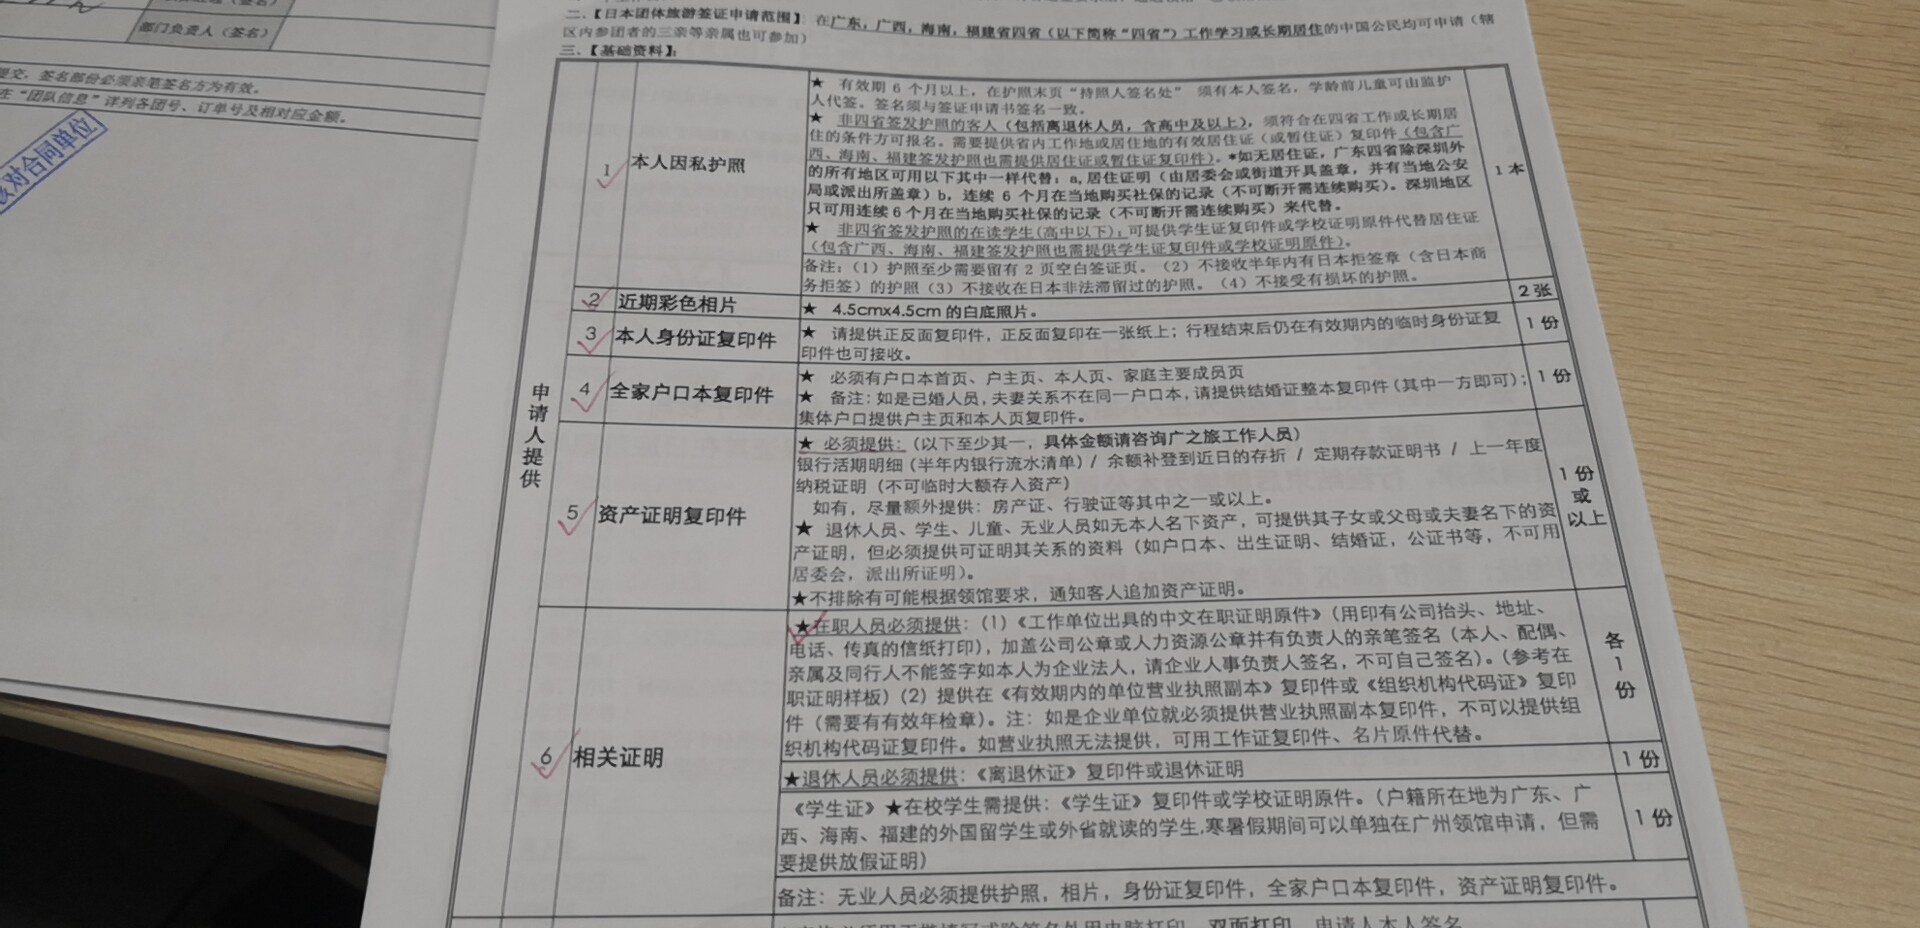 部门负责人（签名）
提交，签名部份必须亲笔签名方为有效。
在“团队信息”详列各团号、订单号及相对应金额。
核对合同单位
二、【日本团体旅游签证申请范围】：在广东，广西，海南，福建省四省（以下简称“四省”）工作学习或长期居住的中国公民均可申请（辖
区内参团者的三亲等亲属也可参加）
三、【基础资料】：
申请人提供
1
本人因私护照
★ 有效期 6 个月以上，在护照末页“持照人签名处” 须有本人签名，学龄前儿童可由监护
人代签。签名须与签证申请书签名一致。
★ 非四省签发护照的客人（包括离退休人员，含高中及以上），须符合在四省工作或长期居
住的条件方可报名。需要提供省内工作地或居住地的有效居住证（或暂住证）复印件（包含广
西、海南、福建签发护照也需提供居住证或暂住证复印件）。*如无居住证，广东四省除深圳外
的所有地区可用以下其中一样代替：a,居住证明（由居委会或街道开具盖章，并有当地公安
局或派出所盖章）b，连续 6 个月在当地购买社保的记录（不可断开需连续购买）。深圳地区
只可用连续6个月在当地购买社保的记录（不可断开需连续购买）来代替。
★ 非四省签发护照的在读学生(高中以下)：可提供学生证复印件或学校证明原件代替居住证
（包含广西、海南、福建签发护照也需提供学生证复印件或学校证明原件）。
备注：（1）护照至少需要留有 2 页空白签证页。（2）不接收半年内有日本拒签章（含日本商
务拒签）的护照（3）不接收在日本非法滞留过的护照。（4）不接受有损坏的护照。
1 本
2
近期彩色相片
★ 4.5cmx4.5cm 的白底照片。
2 张
3
本人身份证复印件
★ 请提供正反面复印件，正反面复印在一张纸上；行程结束后仍在有效期内的临时身份证复
印件也可接收。
1 份
4
全家户口本复印件
★ 必须有户口本首页、户主页、本人页、家庭主要成员页
★ 备注：如是已婚人员，夫妻关系不在同一户口本，请提供结婚证整本复印件（其中一方即可）；
集体户口提供户主页和本人页复印件。
1 份
5
资产证明复印件
★ 必须提供：（以下至少其一，具体金额请咨询广之旅工作人员）
银行活期明细（半年内银行流水清单）/ 余额补登到近日的存折 / 定期存款证明书 / 上一年度
纳税证明（不可临时大额存入资产）
如有，尽量额外提供：房产证、行驶证等其中之一或以上。
★ 退休人员、学生、儿童、无业人员如无本人名下资产，可提供其子女或父母或夫妻名下的资
产证明，但必须提供可证明其关系的资料（如户口本、出生证明、结婚证，公证书等，不可用
居委会，派出所证明）。
★不排除有可能根据领馆要求，通知客人追加资产证明。
1 份
或
以上
6
相关证明
★在职人员必须提供：（1）《工作单位出具的中文在职证明原件》（用印有公司抬头、地址、
电话、传真的信纸打印），加盖公司公章或人力资源公章并有负责人的亲笔签名（本人、配偶、
亲属及同行人不能签字如本人为企业法人，请企业人事负责人签名，不可自己签名）。（参考在
职证明样板）（2）提供在《有效期内的单位营业执照副本》复印件或《组织机构代码证》复印
件（需要有有效年检章）。注：如是企业单位就必须提供营业执照副本复印件，不可以提供组
织机构代码证复印件。如营业执照无法提供，可用工作证复印件、名片原件代替。
各
1
份
★退休人员必须提供：《离退休证》复印件或退休证明
1 份
《学生证》★在校学生需提供：《学生证》复印件或学校证明原件。（户籍所在地为广东、广
西、海南、福建的外国留学生或外省就读的学生,寒暑假期间可以单独在广州领馆申请，但需
要提供放假证明）
1 份
备注：无业人员必须提供护照，相片，身份证复印件，全家户口本复印件，资产证明复印件。
双面打印，申请人本人签名